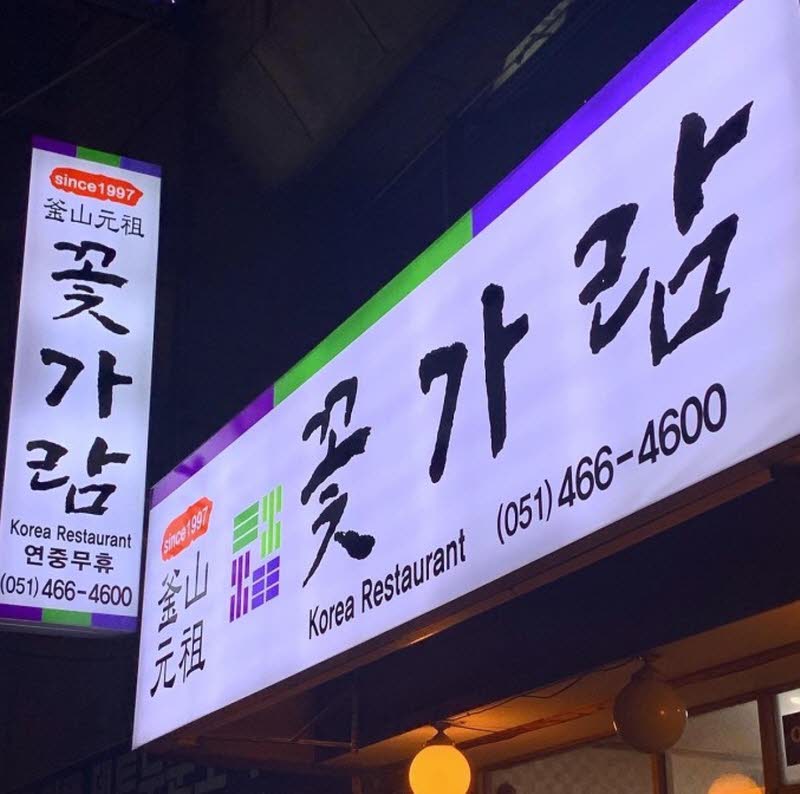 since1997
釜山元祖
꽃
가
람
Korea Restaurant
연중무휴
(051) 466-4600
since1997
釜山
元祖
꽃가람
Korea Restaurant
(051) 466-4600